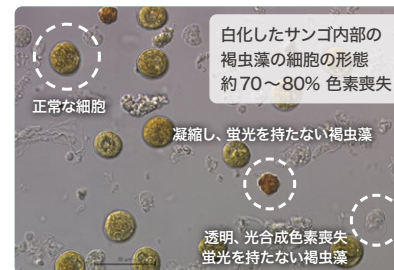 白化したサンゴ内部の
褐虫藻の細胞の形態
約70～80% 色素喪失
正常な細胞
凝縮し、蛍光を持たない褐虫藻
透明、光合成色素喪失
蛍光を持たない褐虫藻